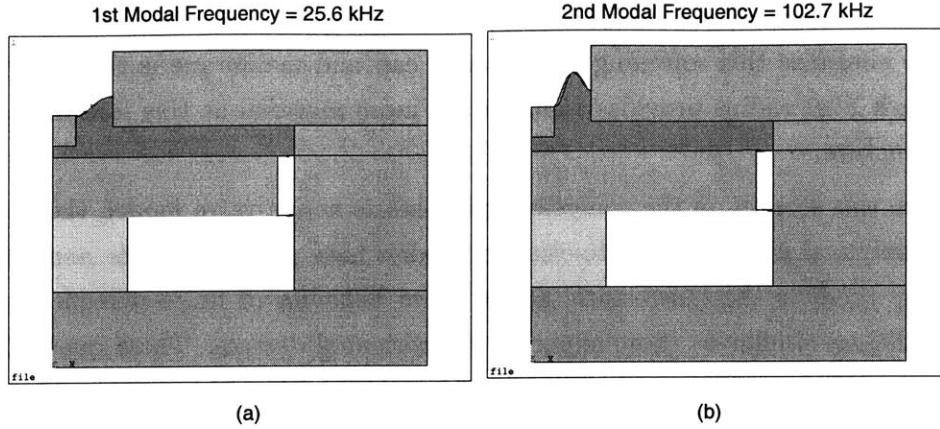 1st Modal Frequency = 25.6 kHz
2nd Modal Frequency = 102.7 kHz
file
x
file
x
(a)
(b)